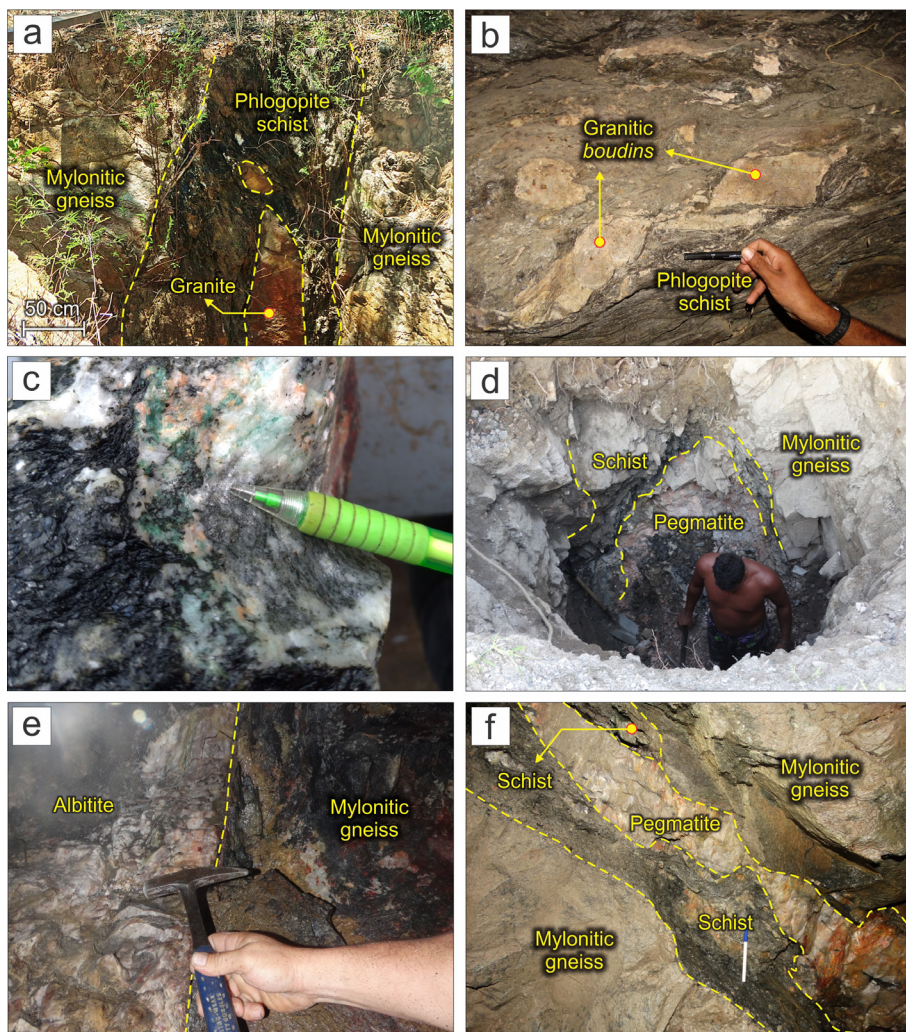 a
Phlogopite
schist
Mylonitic
gneiss
Mylonitic
gneiss
Granite
50 cm
b
Granitic
boudins
Phlogopite
schist
c
d
Schist
Mylonitic
gneiss
Pegmatite
e
Albitite
Mylonitic
gneiss
f
Schist
Mylonitic
gneiss
Pegmatite
Schist
Mylonitic
gneiss